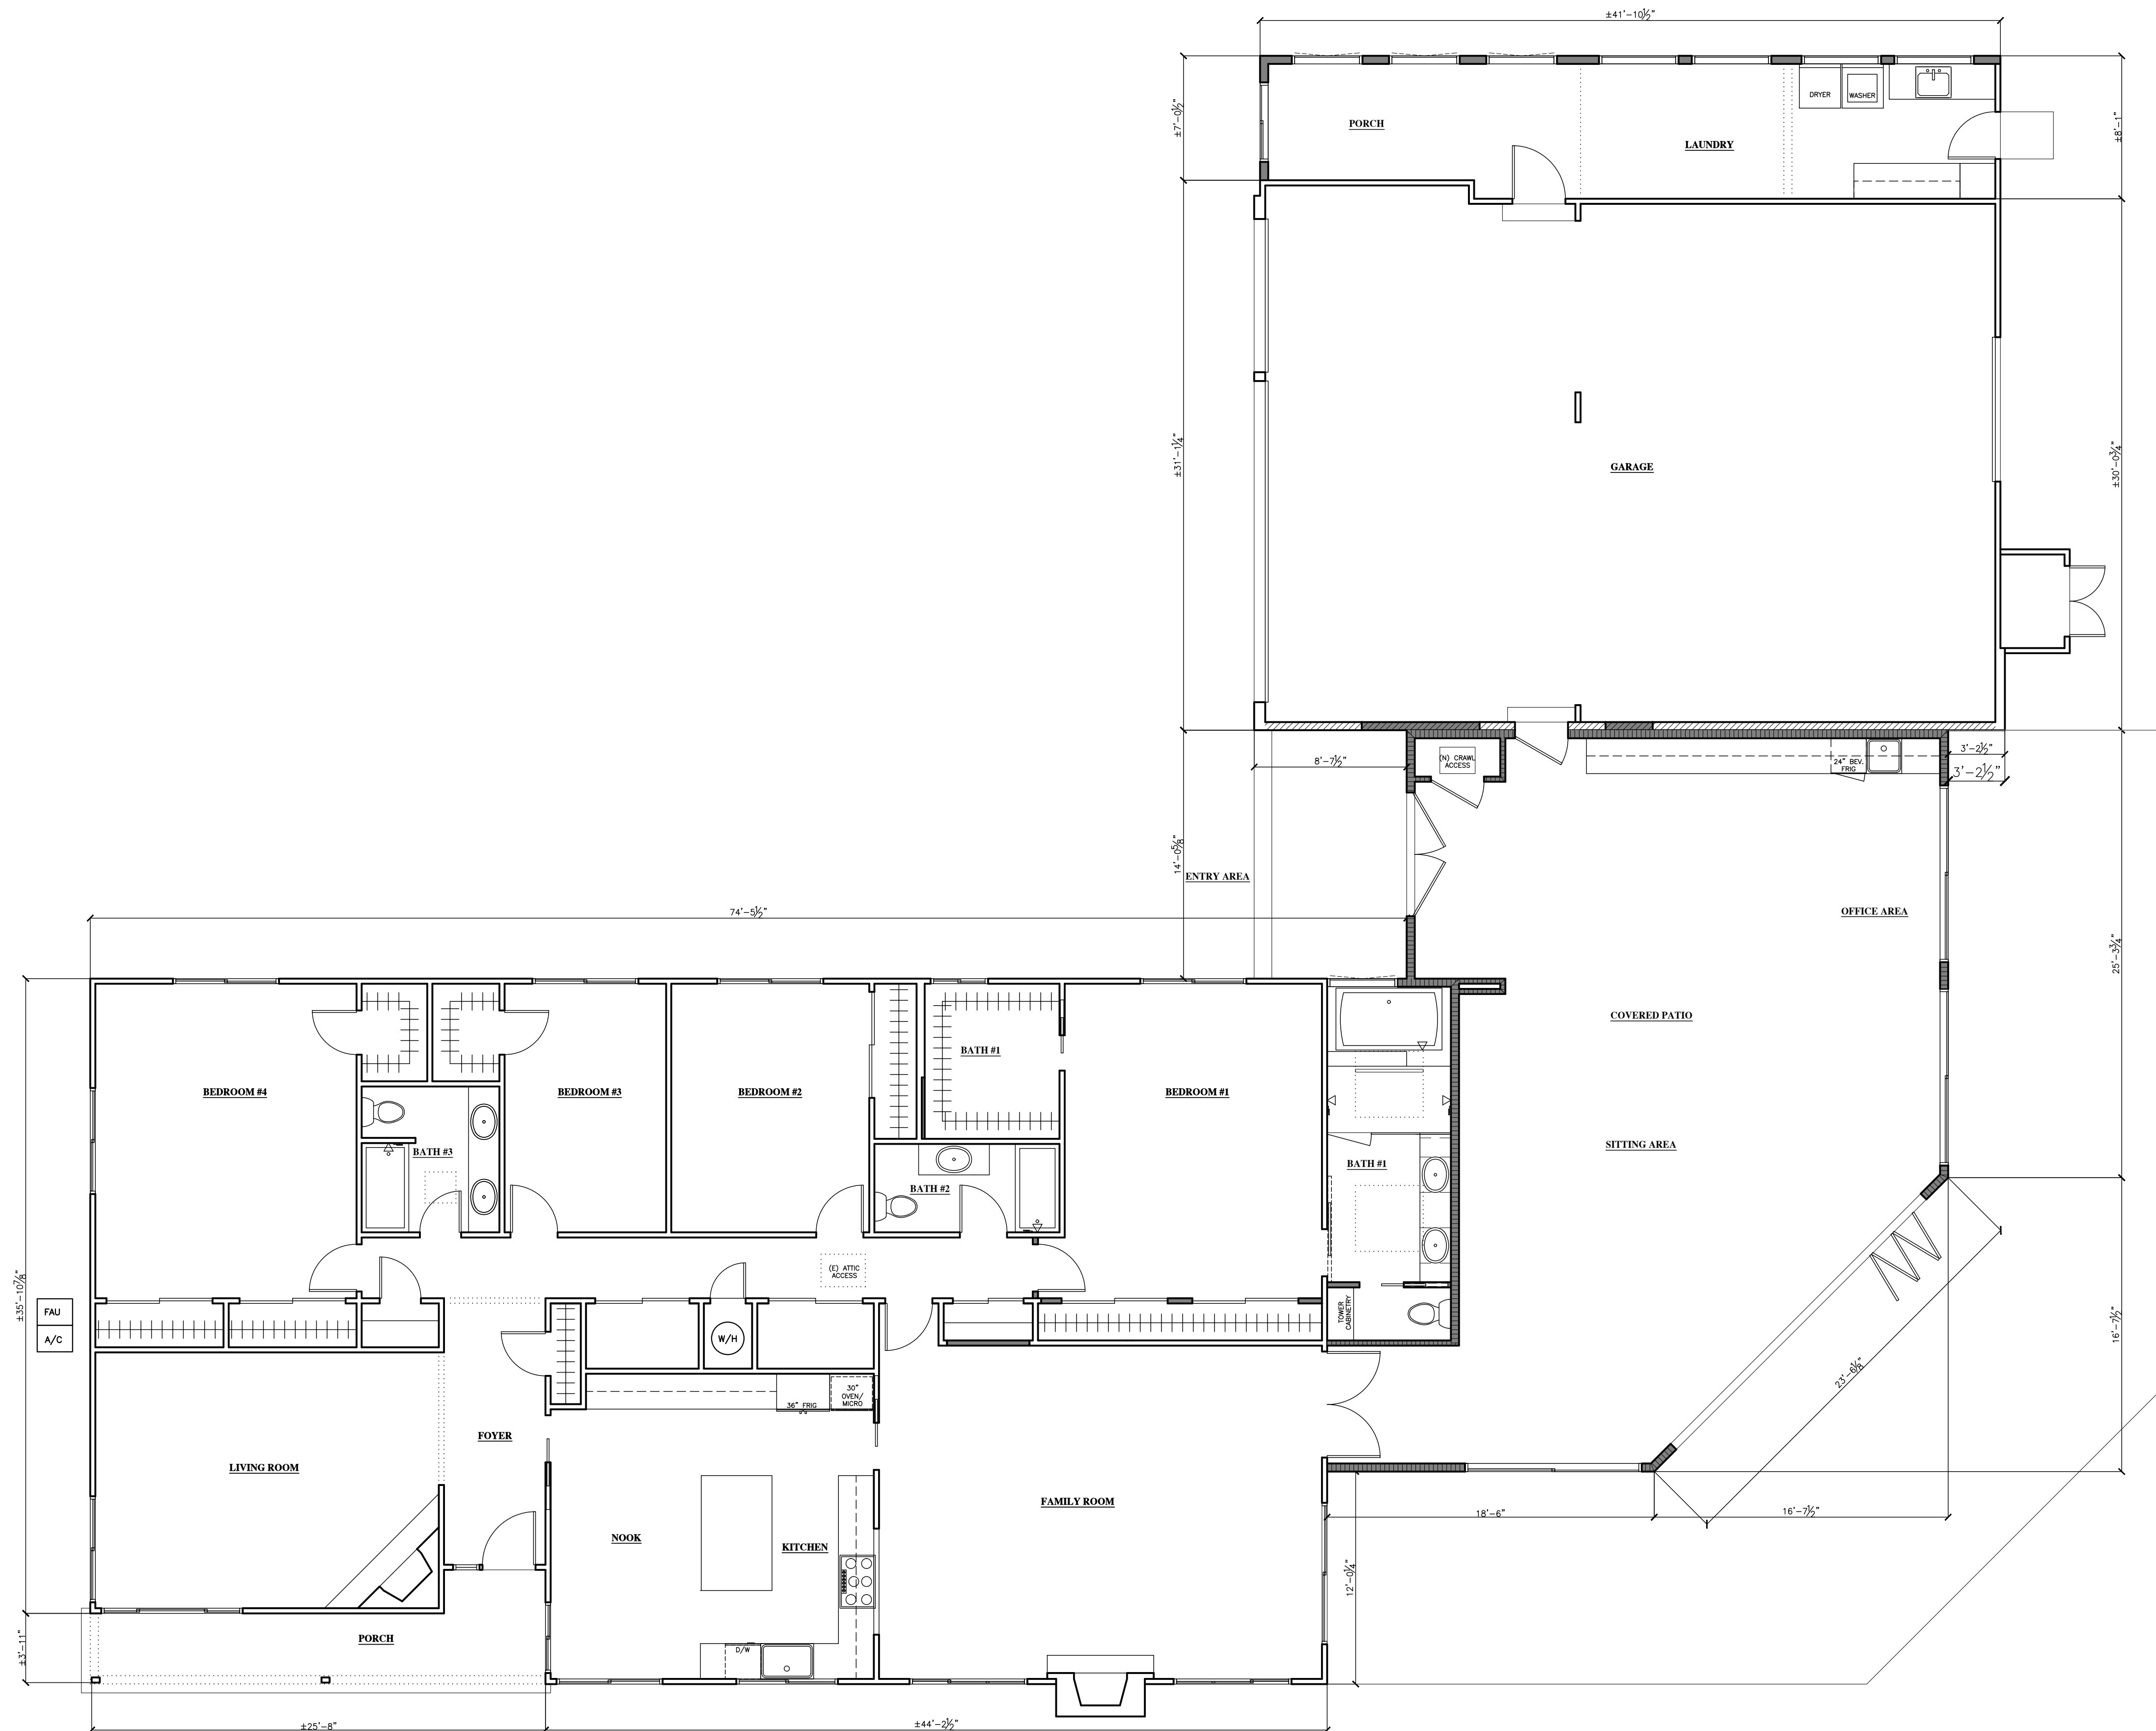 ±41'-10½"
±7'-0½"
PORCH
DRYER
WASHER
LAUNDRY
±8'-1"
±31'-1¼"
GARAGE
±30'-0¾"
8'-7½"
(N) CRAWL
ACCESS
24" BEV.
FRIG
3'-2½"
3'-2½"
14'-0⅝"
ENTRY AREA
74'-5½"
OFFICE AREA
25'-3¾"
COVERED PATIO
BATH #1
BEDROOM #4
BEDROOM #3
BEDROOM #2
BEDROOM #1
SITTING AREA
BATH #3
BATH #1
BATH #2
±35'-10⅞"
(E) ATTIC
ACCESS
FAU
A/C
W/H
TOWER
CABINETRY
16'-7½"
23'-6⅛"
30"
OVEN/
MICRO
36" FRIG
FOYER
LIVING ROOM
FAMILY ROOM
18'-6"
16'-7½"
NOOK
KITCHEN
12'-0¼"
PORCH
D/W
±3'-11"
±25'-8"
±44'-2½"